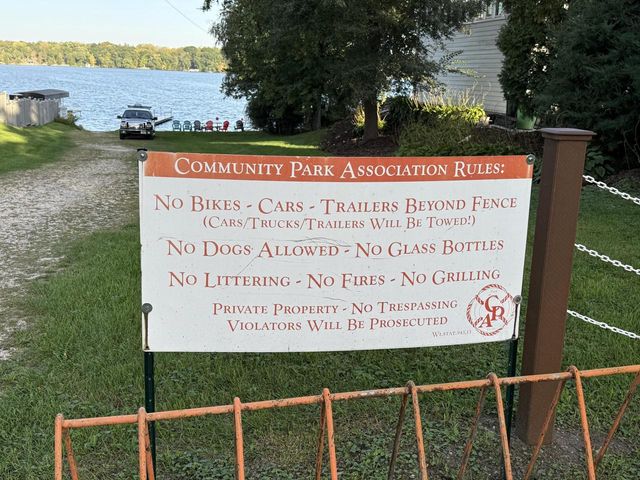 Community Park Association Rules:
No Bikes - Cars - Trailers Beyond Fence
(Cars/Trucks/Trailers Will Be Towed!)
No Dogs Allowed - No Glass Bottles
No Littering - No Fires - No Grilling
Private Property - No Trespassing
Violators Will Be Prosecuted
CPA